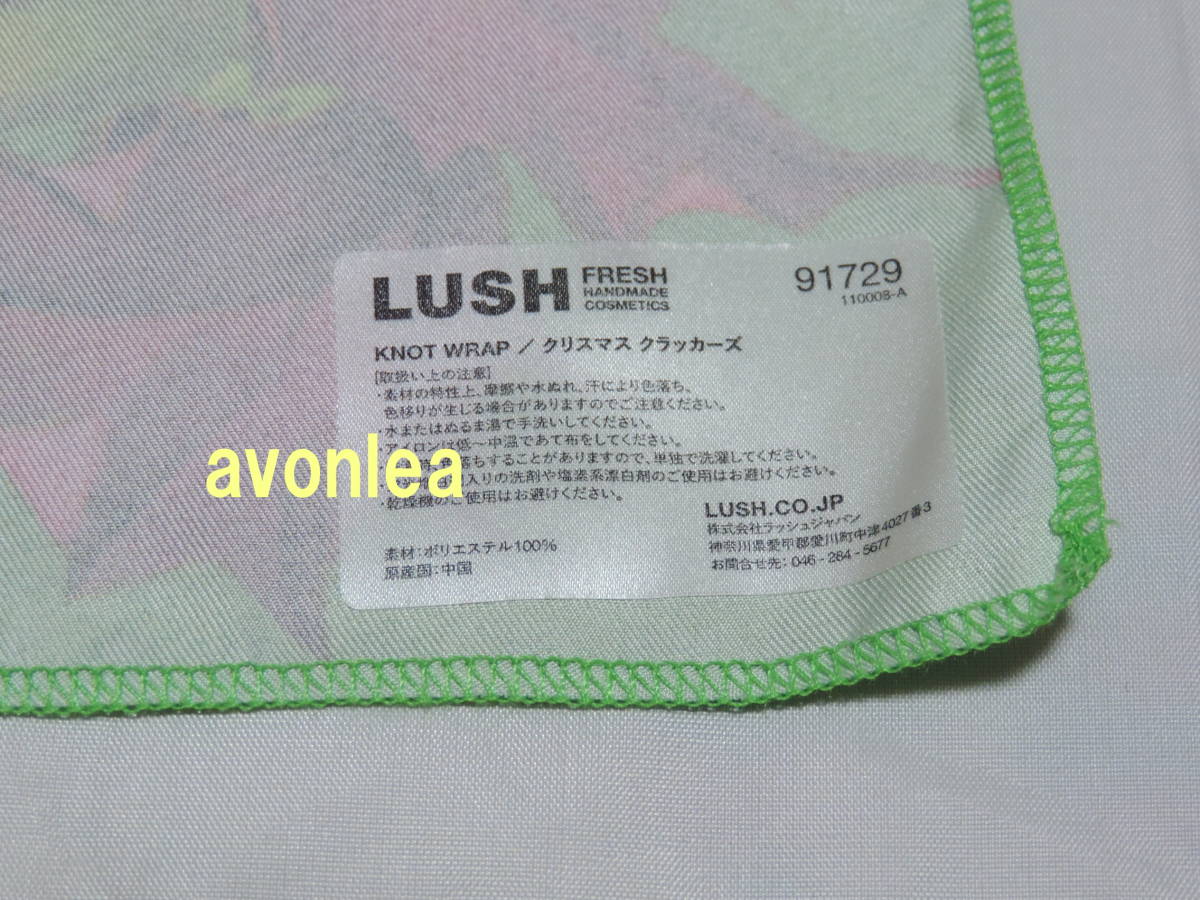 LUSH FRESH
HANDMADE
COSMETICS
91729
110008-A
KNOT WRAP / クリスマス クラッカーズ
[取扱い上の注意]
・素材の特性上、摩擦や水ぬれ、汗により色落ち、
色移りが生じる場合がありますのでご注意ください。
・水またはぬるま湯で手洗いしてください。
・アイロンは低〜中温であて布をしてください。
色落ちすることがありますので、単独で洗濯してください。
入りの洗剤や塩素系漂白剤のご使用はお避けください。
・乾燥機のご使用はお避けください。
avonlea
素材:ポリエステル100%
原産国:中国
LUSH.CO.JP
株式会社ラッシュジャパン
神奈川県愛甲郡愛川町中津4027番3
お問合せ先:046-284-5677